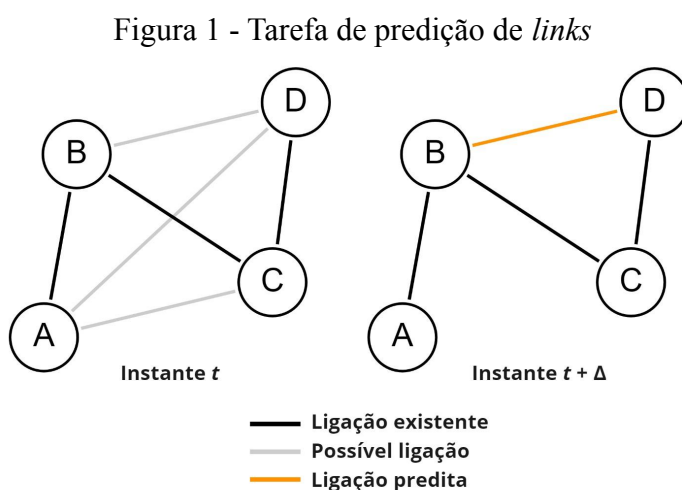 Figura 1 - Tarefa de predição de links
D
B
C
A
Instante t
D
B
C
A
Instante t + Δ
Ligação existente
Possível ligação
Ligação predita